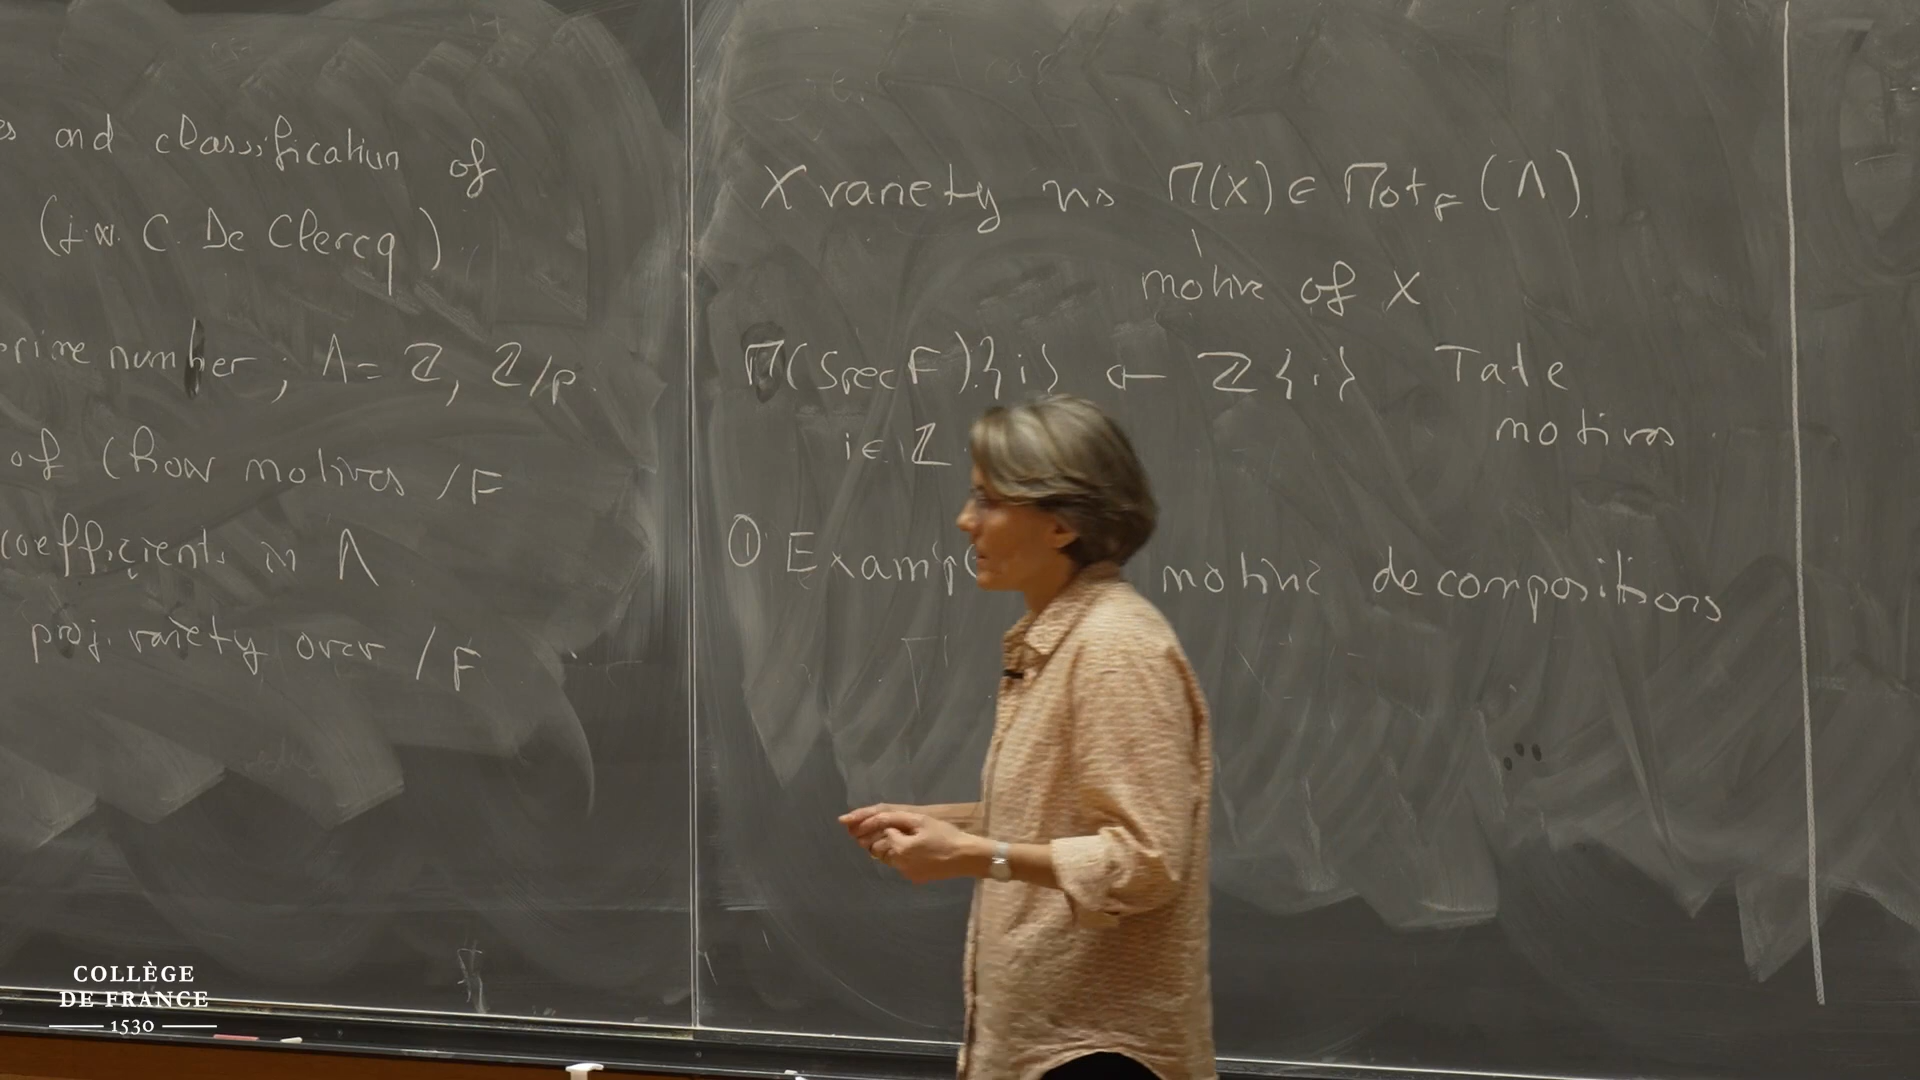 and classification of
(j.w. C. De Clercq)
prime number ; Λ = ℤ, ℤ/p.
of Chow motives /F
coefficients in Λ
proj. variety over /F
X variety ⇝ M(X) ∈ Mot_F (Λ).
motive of X
M(Spec F){i} ← ℤ{i} Tate
motives.
i ∈ ℤ
① motivic decompositions
COLLÈGE
DE FRANCE
1530